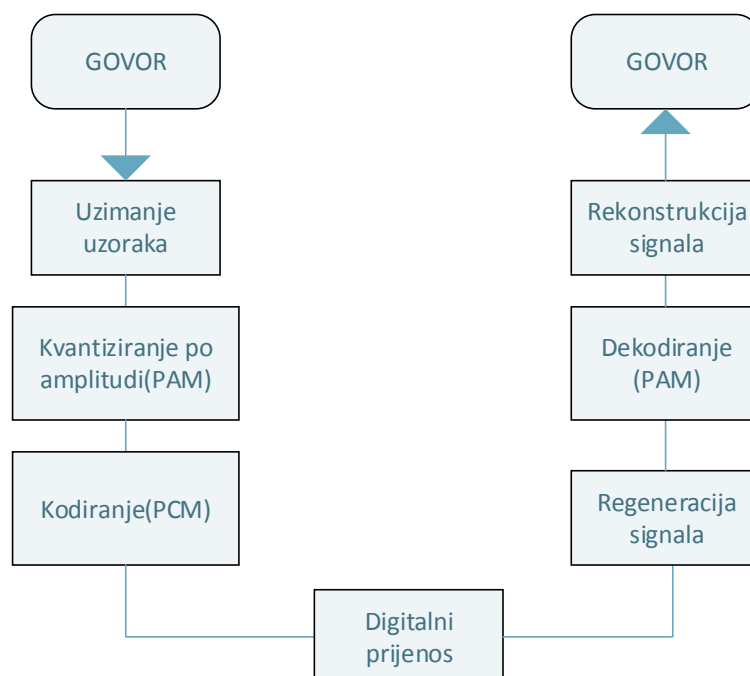 GOVOR
Uzimanje
uzoraka
Kvantiziranje po
amplitudi(PAM)
Kodiranje(PCM)
Digitalni
prijenos
Regeneracija
signala
Dekodiranje
(PAM)
Rekonstrukcija
signala
GOVOR